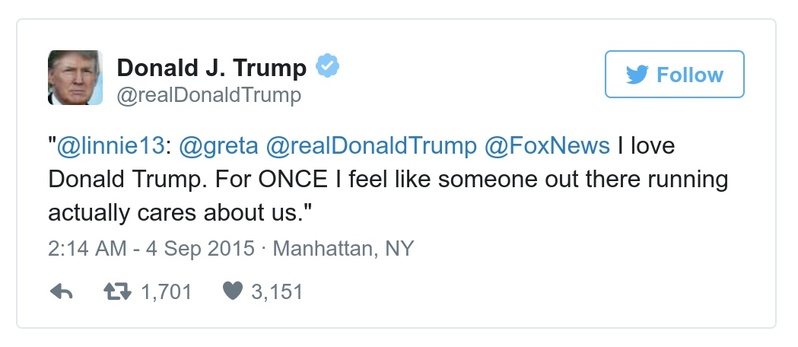 Donald J. Trump
@realDonaldTrump
Follow
"@linnie13: @greta @realDonaldTrump @FoxNews I love
Donald Trump. For ONCE I feel like someone out there running
actually cares about us."
2:14 AM - 4 Sep 2015 · Manhattan, NY
1,701 3,151